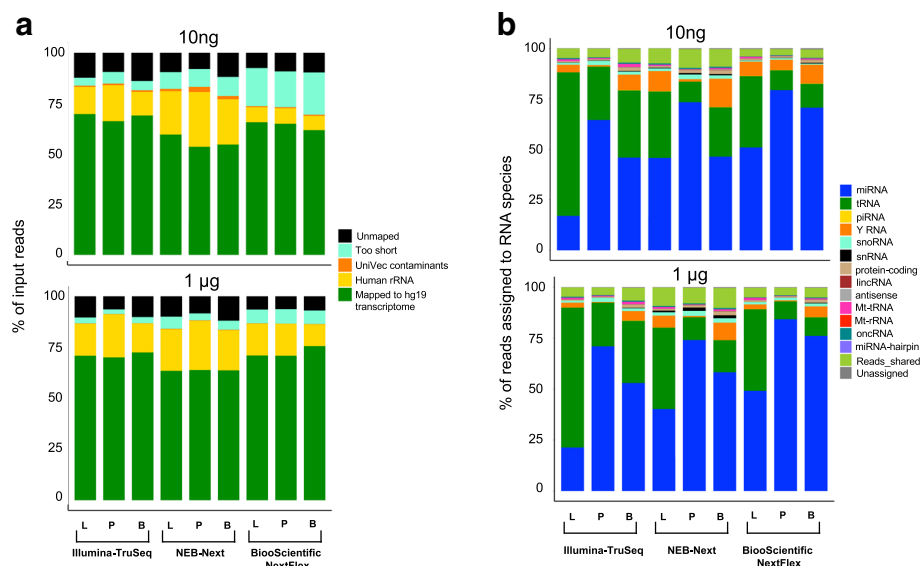 a
10ng
100
75
50
25
0
% of input reads
1 µg
100
75
50
25
0
L P B L P B L P B
Illumina-TruSeq NEB-Next BiooScientific
NextFlex
Unmaped
Too short
UniVec contaminants
Human rRNA
Mapped to hg19
transcriptome
b
10ng
100
75
50
25
0
% of reads assigned to RNA species
1 µg
100
75
50
25
0
L P B L P B L P B
Illumina-TruSeq NEB-Next BiooScientific
NextFlex
miRNA
tRNA
piRNA
Y RNA
snoRNA
snRNA
protein-coding
lincRNA
antisense
Mt-tRNA
Mt-rRNA
oncRNA
miRNA-hairpin
Reads_shared
Unassigned